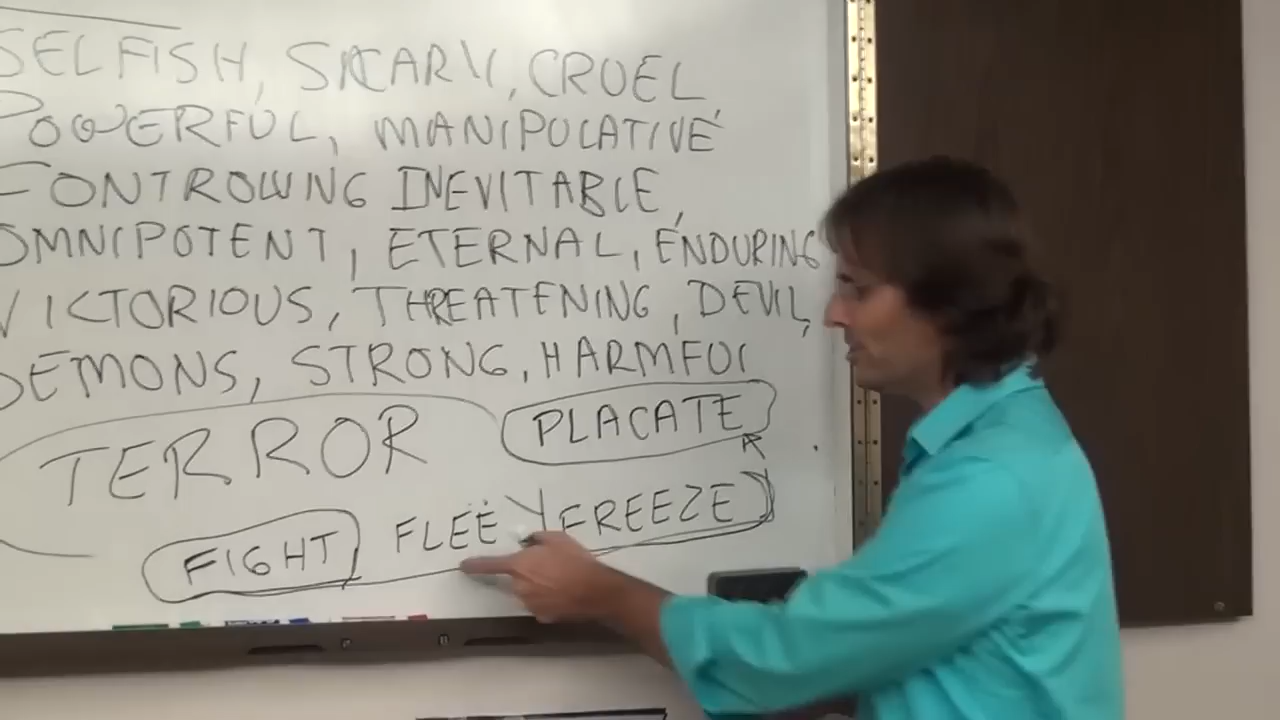 SELFISH, SCARY, CRUEL,
POWERFUL, MANIPULATIVE
CONTROLLING INEVITABLE,
OMNIPOTENT, ETERNAL, ENDURING
VICTORIOUS, THREATENING, DEVIL,
DEMONS, STRONG, HARMFUL
TERROR PLACATE
FIGHT FLEE FREEZE